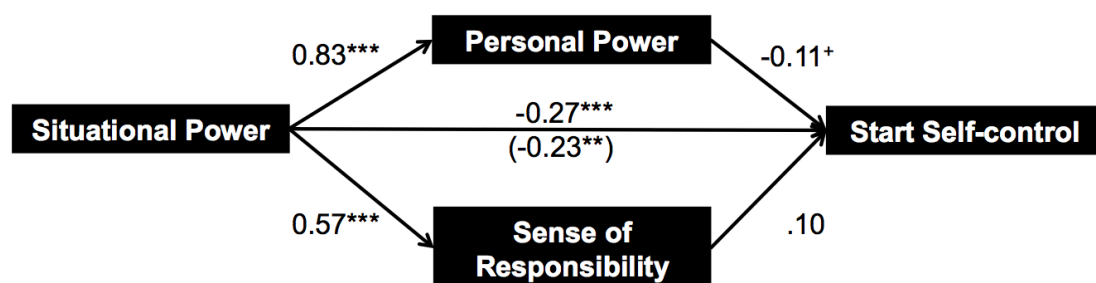 Personal Power
0.83***
-0.11+
-0.27***
Situational Power
Start Self-control
(-0.23**)
0.57***
.10
Sense of
Responsibility